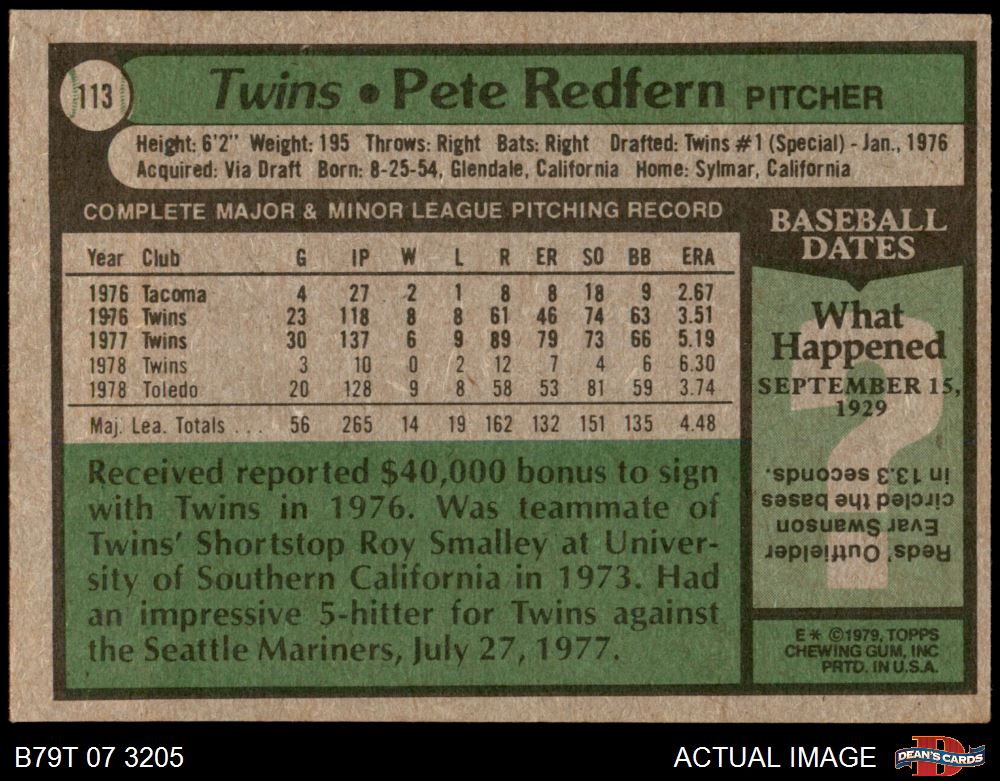 113
Twins • Pete Redfern PITCHER
Height: 6'2" Weight: 195 Throws: Right Bats: Right Drafted: Twins #1 (Special) - Jan., 1976
Acquired: Via Draft Born: 8-25-54, Glendale, California Home: Sylmar, California
COMPLETE MAJOR & MINOR LEAGUE PITCHING RECORD
Year Club G IP W L R ER SO BB ERA
1976 Tacoma 4 27 2 1 8 8 18 9 2.67
1976 Twins 23 118 8 8 61 46 74 63 3.51
1977 Twins 30 137 6 9 89 79 73 66 5.19
1978 Twins 3 10 0 2 12 7 4 6 6.30
1978 Toledo 20 128 9 8 58 53 81 59 3.74
Maj. Lea. Totals ... 56 265 14 19 162 132 151 135 4.48
Received reported $40,000 bonus to sign
with Twins in 1976. Was teammate of
Twins' Shortstop Roy Smalley at Univer-
sity of Southern California in 1973. Had
an impressive 5-hitter for Twins against
the Seattle Mariners, July 27, 1977.
BASEBALL
DATES
What
Happened
SEPTEMBER 15,
1929
Reds' Outfielder
Evar Swanson
circled the bases
in 13.3 seconds.
E* ©1979, TOPPS
CHEWING GUM, INC
PRTD. IN U.S.A.
B79T 07 3205
ACTUAL IMAGE
D
DEAN'S CARDS